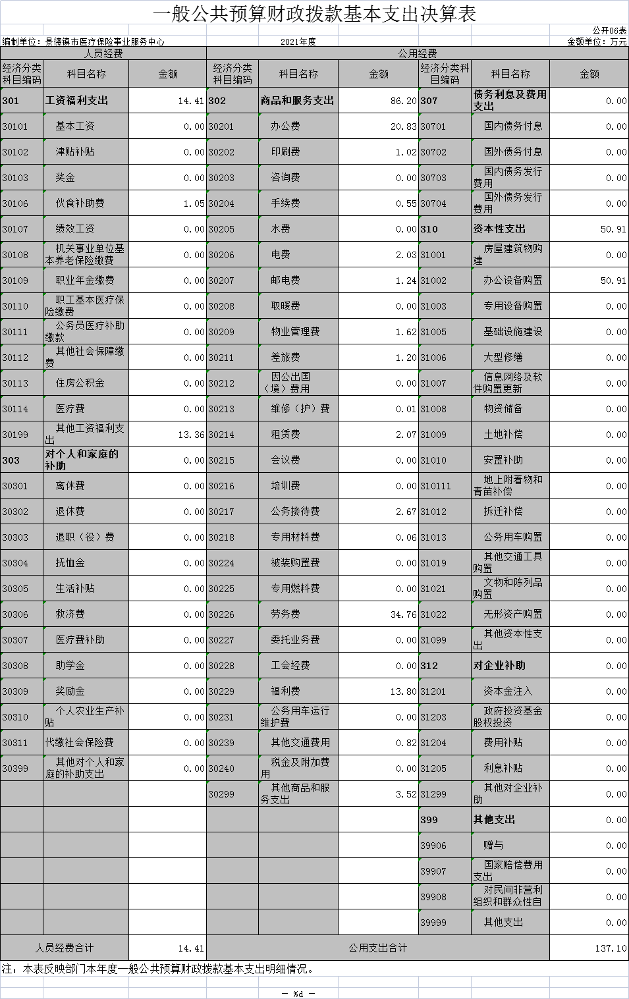 一般公共预算财政拨款基本支出决算表
公开06表
编制单位：景德镇市医疗保险事业服务中心 2021年度 金额单位：万元
人员经费 公用经费
经济分类科目编码 科目名称 金额 经济分类科目编码 科目名称 金额 经济分类科目编码 科目名称 金额
301 工资福利支出 14.41 302 商品和服务支出 86.20 307 债务利息及费用支出 0.00
30101 基本工资 0.00 30201 办公费 20.83 30701 国内债务付息 0.00
30102 津贴补贴 0.00 30202 印刷费 1.02 30702 国外债务付息 0.00
30103 奖金 0.00 30203 咨询费 0.00 30703 国内债务发行费用 0.00
30106 伙食补助费 1.05 30204 手续费 0.55 30704 国外债务发行费用 0.00
30107 绩效工资 0.00 30205 水费 0.00 310 资本性支出 50.91
30108 机关事业单位基本养老保险缴费 0.00 30206 电费 2.03 31001 房屋建筑物购建 0.00
30109 职业年金缴费 0.00 30207 邮电费 1.24 31002 办公设备购置 50.91
30110 职工基本医疗保险缴费 0.00 30208 取暖费 0.00 31003 专用设备购置 0.00
30111 公务员医疗补助缴款 0.00 30209 物业管理费 1.62 31005 基础设施建设 0.00
30112 其他社会保障缴费 0.00 30211 差旅费 1.20 31006 大型修缮 0.00
30113 住房公积金 0.00 30212 因公出国（境）费用 0.00 31007 信息网络及软件购置更新 0.00
30114 医疗费 0.00 30213 维修（护）费 0.01 31008 物资储备 0.00
30199 其他工资福利支出 13.36 30214 租赁费 2.07 31009 土地补偿 0.00
303 对个人和家庭的补助 0.00 30215 会议费 0.00 31010 安置补助 0.00
30301 离休费 0.00 30216 培训费 0.00 310111 地上附着物和青苗补偿 0.00
30302 退休费 0.00 30217 公务接待费 2.67 31012 拆迁补偿 0.00
30303 退职（役）费 0.00 30218 专用材料费 0.06 31013 公务用车购置 0.00
30304 抚恤金 0.00 30224 被装购置费 0.00 31019 其他交通工具购置 0.00
30305 生活补贴 0.00 30225 专用燃料费 0.00 31021 文物和陈列品购置 0.00
30306 救济费 0.00 30226 劳务费 34.76 31022 无形资产购置 0.00
30307 医疗费补助 0.00 30227 委托业务费 0.00 31099 其他资本性支出 0.00
30308 助学金 0.00 30228 工会经费 0.00 312 对企业补助 0.00
30309 奖励金 0.00 30229 福利费 13.80 31201 资本金注入 0.00
30310 个人农业生产补贴 0.00 30231 公务用车运行维护费 0.00 31203 政府投资基金股权投资 0.00
30311 代缴社会保险费 0.00 30239 其他交通费用 0.82 31204 费用补贴 0.00
30399 其他对个人和家庭的补助支出 0.00 30240 税金及附加费用 0.00 31205 利息补贴 0.00
30299 其他商品和服务支出 3.52 31299 其他对企业补助 0.00
399 其他支出 0.00
39906 赠与 0.00
39907 国家赔偿费用支出 0.00
39908 对民间非营利组织和群众性自 0.00
39999 其他支出 0.00
人员经费合计 14.41 公用支出合计 137.10
注：本表反映部门本年度一般公共预算财政拨款基本支出明细情况。
— %d —